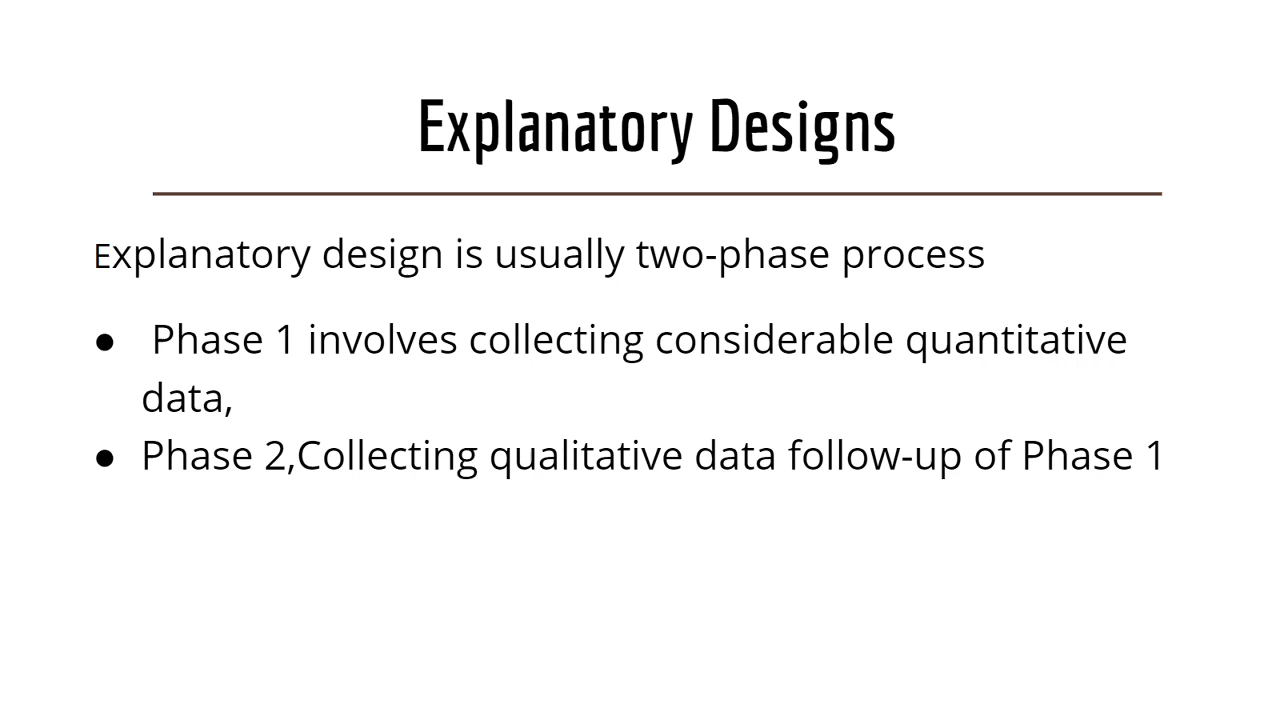 Explanatory Designs
Explanatory design is usually two-phase process
● Phase 1 involves collecting considerable quantitative
data,
● Phase 2,Collecting qualitative data follow-up of Phase 1